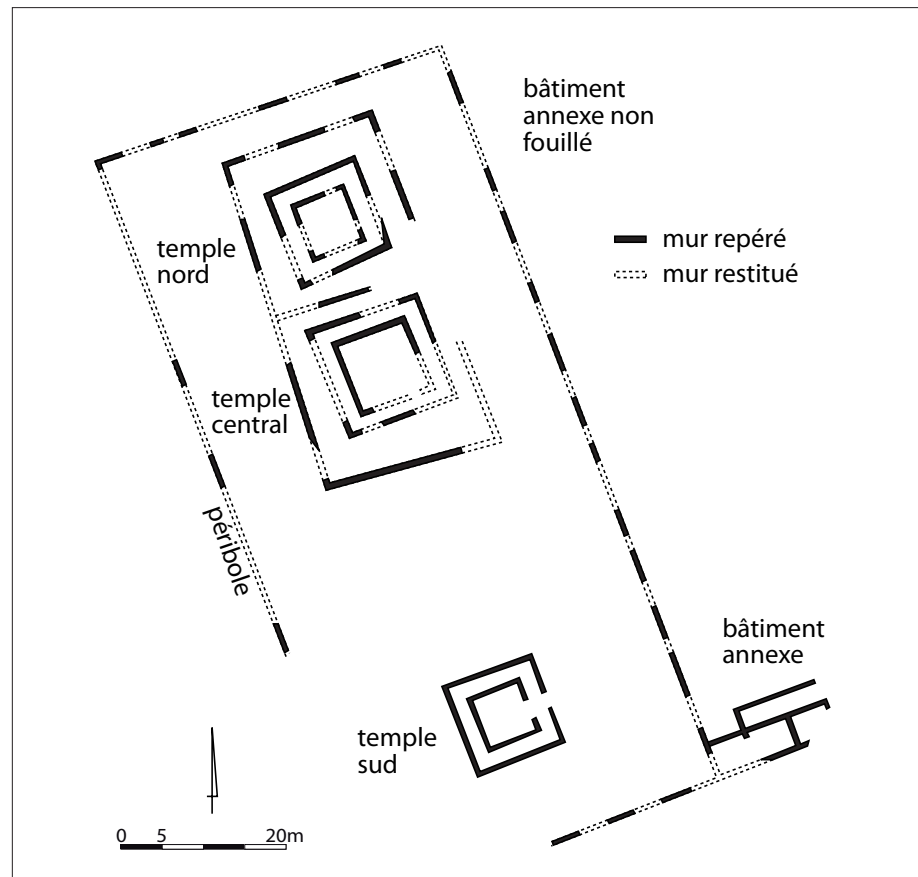 bâtiment
annexe non
fouillé
mur repéré
mur restitué
temple
nord
temple
central
péribole
bâtiment
annexe
temple
sud
0 5 20m